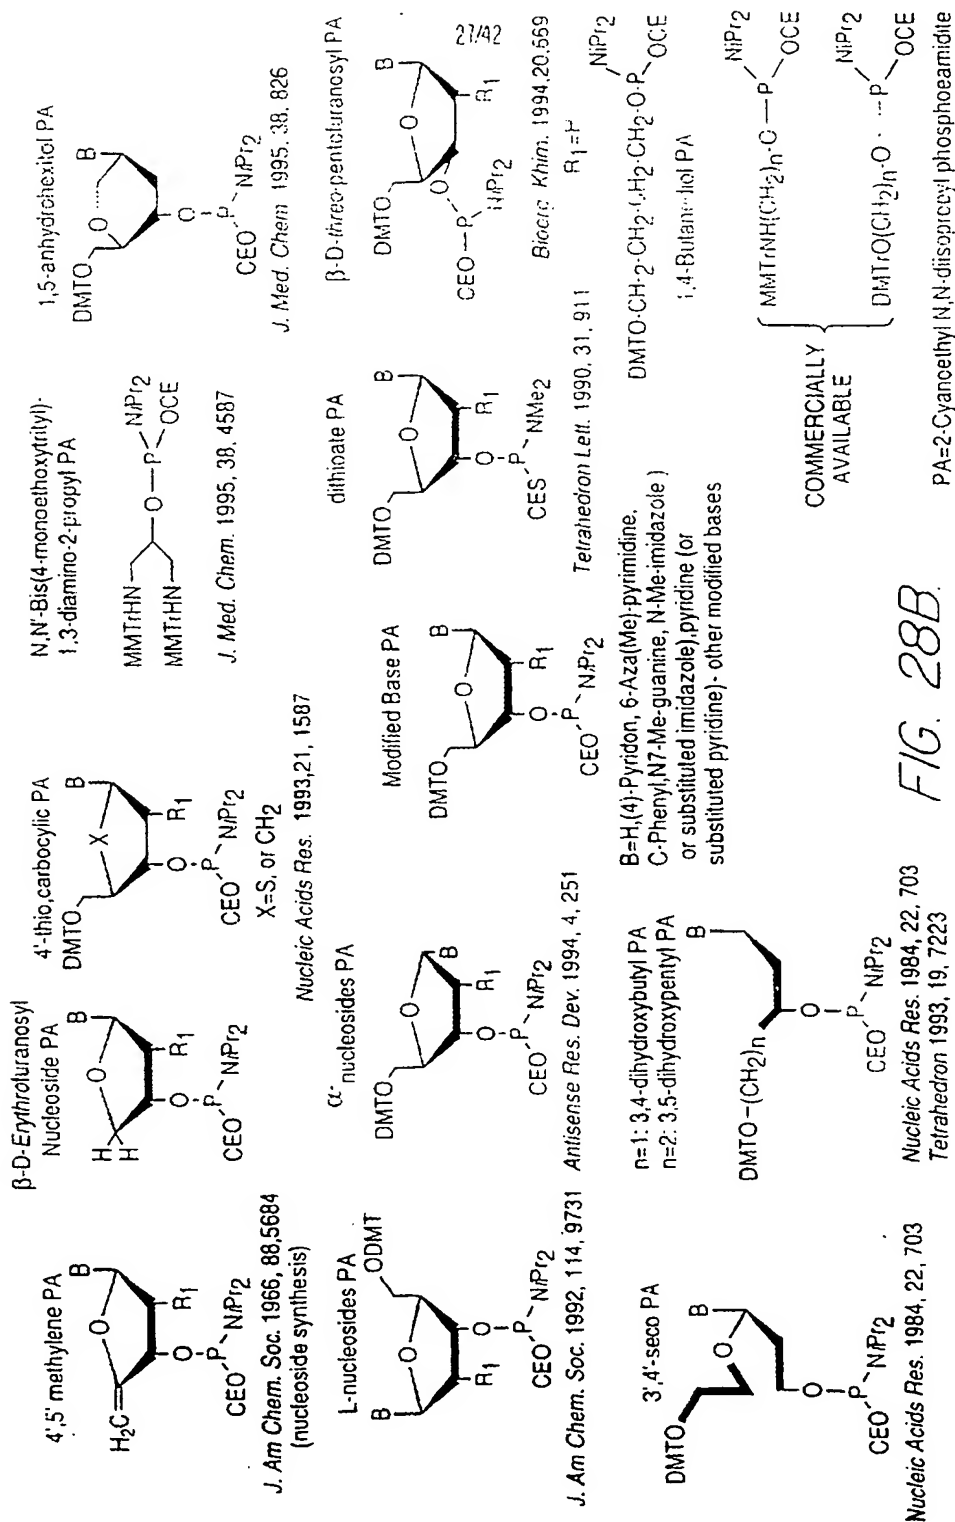 27/42
4',5' methylene PA
H₂C
O
B
R₁
O
P
CEO
NiPr₂
J. Am Chem. Soc. 1966, 88,5684
(nucleoside synthesis)
β-D-Erythrofuranosyl
Nucleoside PA
H
H
O
B
R₁
O
P
CEO
NiPr₂
4'-thio,carbocylic PA
DMTO
X
B
R₁
O
P
CEO
NiPr₂
X=S, or CH₂
Nucleic Acids Res. 1993,21, 1587
N,N'-Bis(4-monoethoxytrilyl)-
1,3-diamino-2-propyl PA
MMTrHN
MMTrHN
O
P
NiPr₂
OCE
J. Med. Chem. 1995, 38, 4587
1,5-anhydrohexitol PA
DMTO
O
B
O
P
CEO
NiPr₂
J. Med. Chem 1995, 38, 826
L-nucleosides PA
B
O
ODMT
R₁
O
P
CEO
NiPr₂
J. Am Chem. Soc 1992, 114, 9731
α nucleosides PA
DMTO
O
B
R₁
O
P
CEO
NiPr₂
Antisense Res. Dev. 1994, 4, 251
Modified Base PA
DMTO
O
B
R₁
O
P
CEO
NiPr₂
B=H,(4)-Pyridon, 6-Aza(Me)-pyrimidine,
C-Phenyl,N7-Me-guanine, N-Me-imidazole )
or substituted imidazole),pyridine (or
substituted pyridine)- other modified bases
dithioate PA
DMTO
O
B
R₁
O
P
CES
NMe₂
Tetrahedron Lett. 1990, 31, 911
β-D-threo-pentofuranosyl PA
DMTO
O
B
R₁
O
CEO
P
NiPr₂
Bioorg Khim. 1994,20,669
3',4'-seco PA
DMTO
O
B
O
P
CEO
NiPr₂
Nucleic Acids Res. 1984, 22, 703
n=1: 3,4-dihydroxybutyl PA
n=2: 3,5-dihydroxypentyl PA
B
DMTO-(CH₂)n
O
P
CEO
NiPr₂
Nucleic Acids Res. 1984, 22, 703
Tetrahedron 1993, 19, 7223
DMTO-CH₂-CH₂-CH₂-CH₂-O-P
NiPr₂
OCE
1,4-Butandiol PA
COMMERCIALLY
AVAILABLE
MMTrNH(CH₂)n-O-P
NiPr₂
OCE
DMTrO(CH₂)n-O-P
NiPr₂
OCE
PA=2-Cyanoethyl N,N-diisopropyl phosphoeamidite
FIG. 28B.